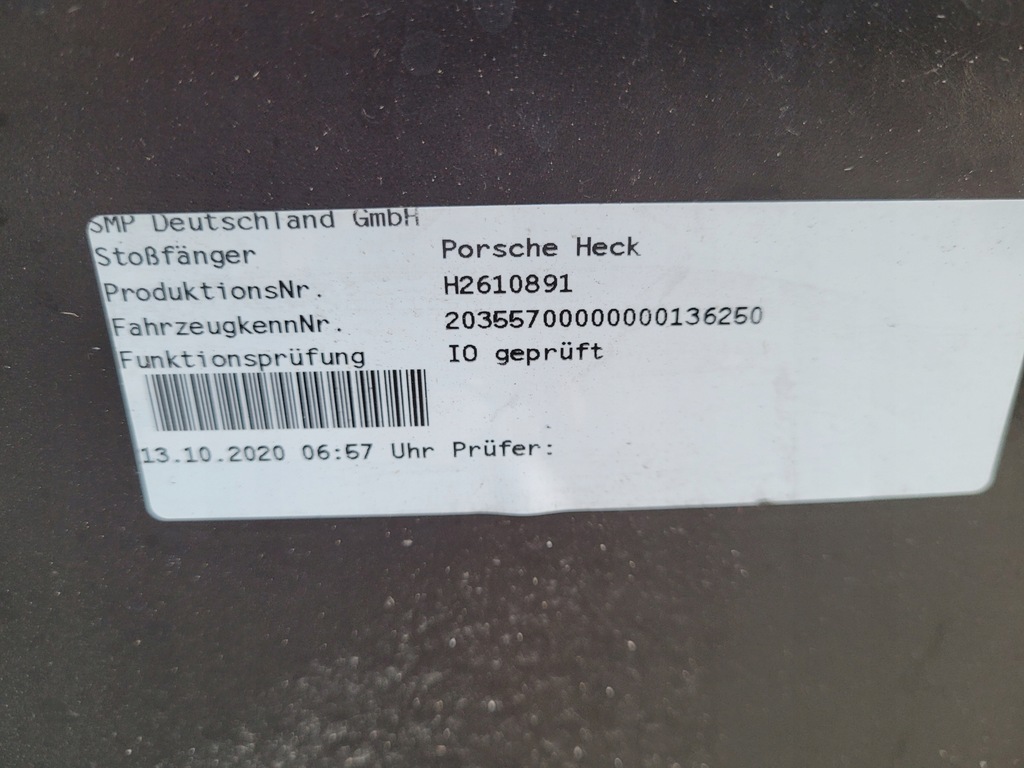 SMP Deutschland GmbH
Stoßfänger Porsche Heck
ProduktionsNr. H2610891
FahrzeugkennNr. 20355700000000136250
Funktionsprüfung IO geprüft
13.10.2020 06:57 Uhr Prüfer: